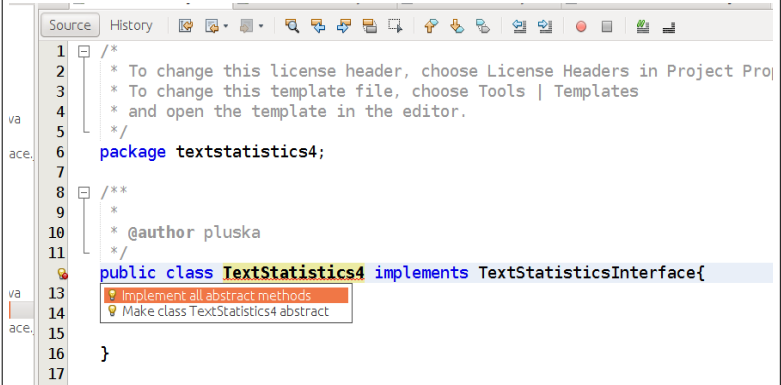 Source History
1 /*
2 * To change this license header, choose License Headers in Project Prop
3 * To change this template file, choose Tools | Templates
4 * and open the template in the editor.
5 */
6 package textstatistics4;
7
8 /**
9 *
10 * @author pluska
11 */
public class TextStatistics4 implements TextStatisticsInterface{
13 Implement all abstract methods
14 Make class TextStatistics4 abstract
15
16 }
17
va
ace.
va
ace.